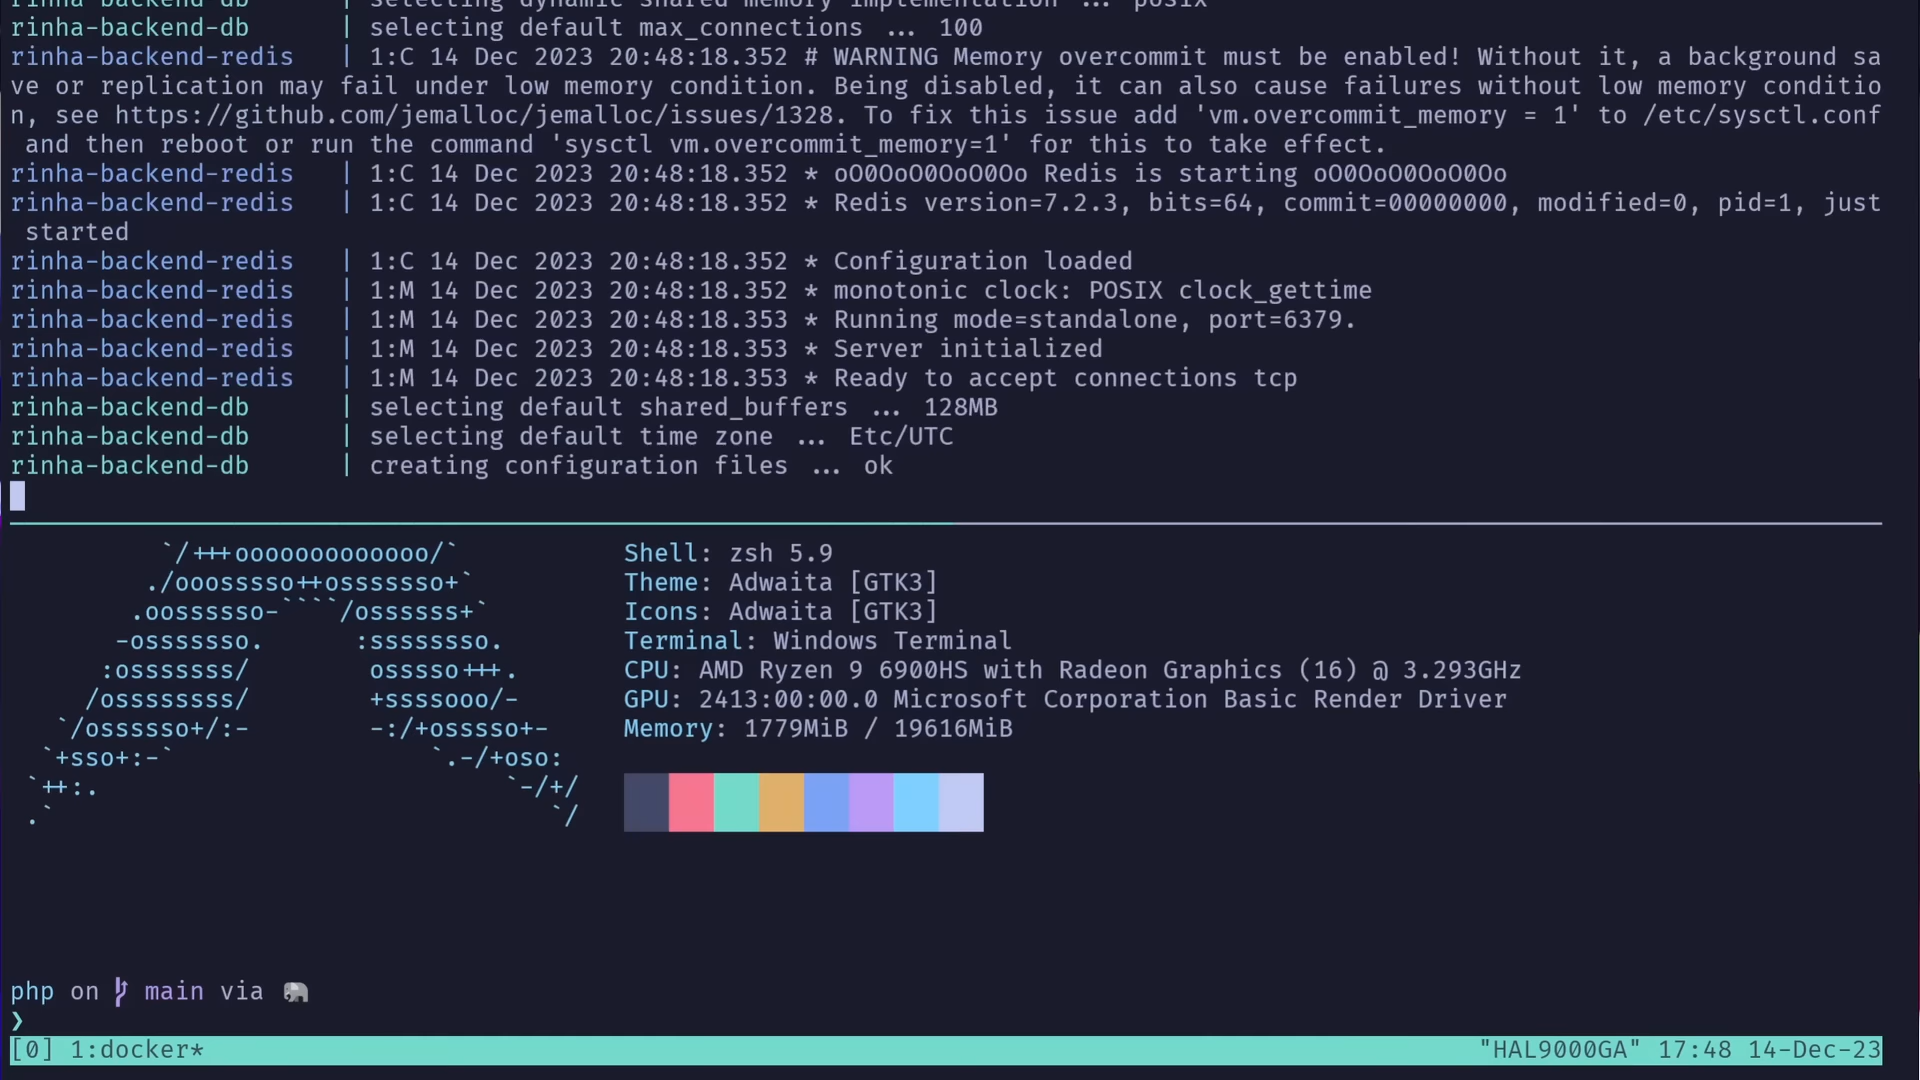 rinha-backend-db | selecting dynamic shared memory implementation ... posix
rinha-backend-db | selecting default max_connections ... 100
rinha-backend-redis | 1:C 14 Dec 2023 20:48:18.352 # WARNING Memory overcommit must be enabled! Without it, a background sa
ve or replication may fail under low memory condition. Being disabled, it can also cause failures without low memory conditio
n, see https://github.com/jemalloc/jemalloc/issues/1328. To fix this issue add 'vm.overcommit_memory = 1' to /etc/sysctl.conf
and then reboot or run the command 'sysctl vm.overcommit_memory=1' for this to take effect.
rinha-backend-redis | 1:C 14 Dec 2023 20:48:18.352 * oO0OoO0OoO0Oo Redis is starting oO0OoO0OoO0Oo
rinha-backend-redis | 1:C 14 Dec 2023 20:48:18.352 * Redis version=7.2.3, bits=64, commit=00000000, modified=0, pid=1, just
started
rinha-backend-redis | 1:C 14 Dec 2023 20:48:18.352 * Configuration loaded
rinha-backend-redis | 1:M 14 Dec 2023 20:48:18.352 * monotonic clock: POSIX clock_gettime
rinha-backend-redis | 1:M 14 Dec 2023 20:48:18.353 * Running mode=standalone, port=6379.
rinha-backend-redis | 1:M 14 Dec 2023 20:48:18.353 * Server initialized
rinha-backend-redis | 1:M 14 Dec 2023 20:48:18.353 * Ready to accept connections tcp
rinha-backend-db | selecting default shared_buffers ... 128MB
rinha-backend-db | selecting default time zone ... Etc/UTC
rinha-backend-db | creating configuration files ... ok
`/+++ooooooooooooo/` Shell: zsh 5.9
./ooosssso++osssssso+` Theme: Adwaita [GTK3]
.oossssso-````/ossssss+` Icons: Adwaita [GTK3]
-osssssso. :ssssssso. Terminal: Windows Terminal
:osssssss/ osssso+++. CPU: AMD Ryzen 9 6900HS with Radeon Graphics (16) @ 3.293GHz
/ossssssss/ +ssssooo/- GPU: 2413:00:00.0 Microsoft Corporation Basic Render Driver
`/ossssso+/:- -:/+osssso+- Memory: 1779MiB / 19616MiB
`+sso+:-` `.-/+oso:
`++:. `-/+/
.` `/
php on main via 🐘
❯
[0] 1:docker* "HAL9000GA" 17:48 14-Dec-23